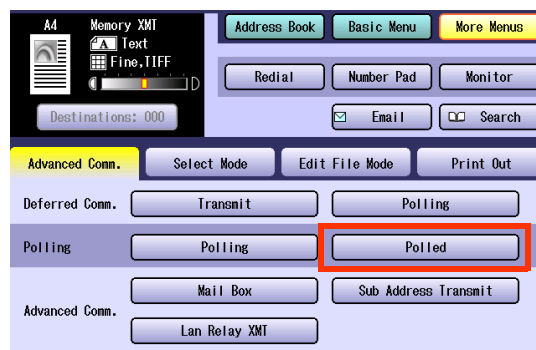 A4 Memory XMT Address Book Basic Menu More Menus
A Text
Fine,TIFF
D Redial Number Pad Monitor
Destinations: 000 Email Search
Advanced Comm. Select Mode Edit File Mode Print Out
Deferred Comm. Transmit Polling
Polling Polling Polled
Mail Box Sub Address Transmit
Advanced Comm.
Lan Relay XMT